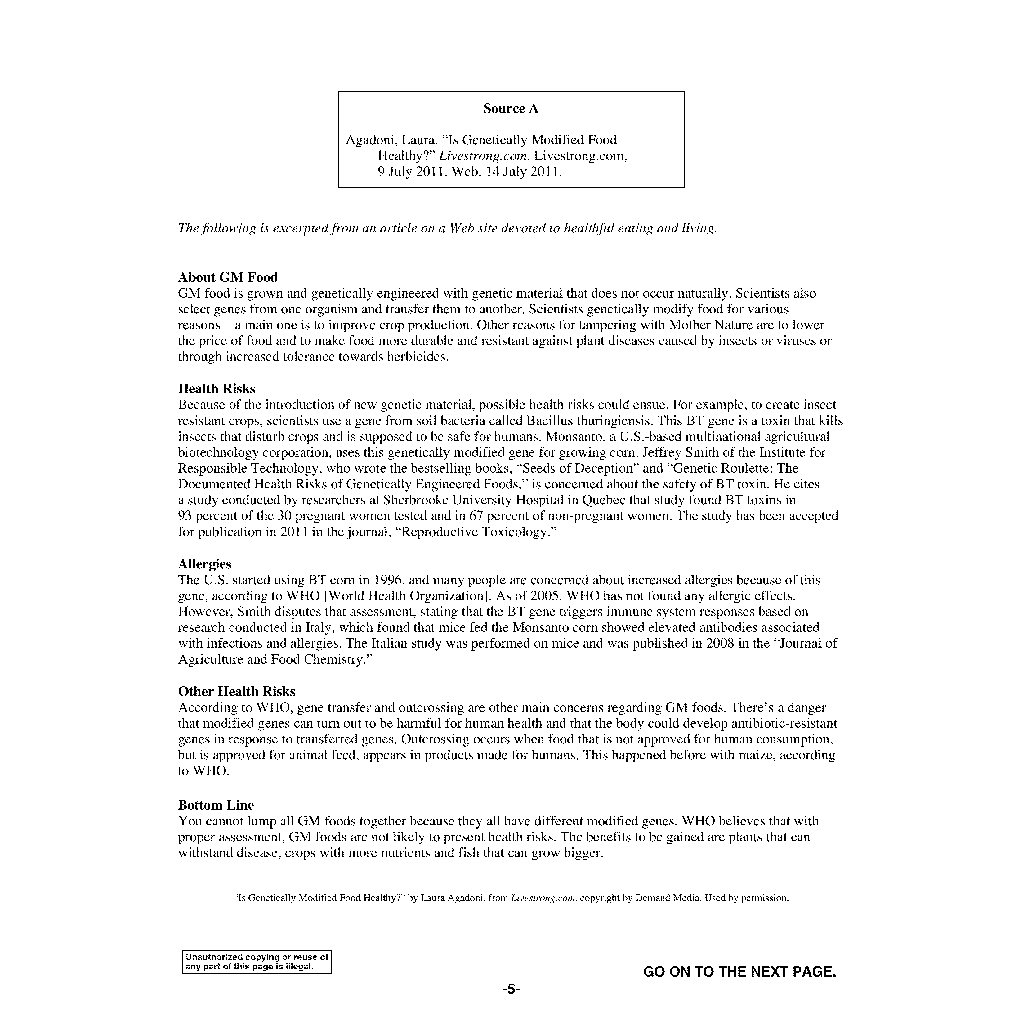 Source A
Agadoni, Laura. “Is Genetically Modified Food
Healthy?” Livestrong.com. Livestrong.com,
9 July 2011. Web. 14 July 2011.
The following is excerpted from an article on a Web site devoted to healthful eating and living.
About GM Food
GM food is grown and genetically engineered with genetic material that does not occur naturally. Scientists also
select genes from one organism and transfer them to another. Scientists genetically modify food for various
reasons—a main one is to improve crop production. Other reasons for tampering with Mother Nature are to lower
the price of food and to make food more durable and resistant against plant diseases caused by insects or viruses or
through increased tolerance towards herbicides.
Health Risks
Because of the introduction of new genetic material, possible health risks could ensue. For example, to create insect
resistant crops, scientists use a gene from soil bacteria called Bacillus thuringiensis. This BT gene is a toxin that kills
insects that disturb crops and is supposed to be safe for humans. Monsanto, a U.S.-based multinational agricultural
biotechnology corporation, uses this genetically modified gene for growing corn. Jeffrey Smith of the Institute for
Responsible Technology, who wrote the bestselling books, “Seeds of Deception” and “Genetic Roulette: The
Documented Health Risks of Genetically Engineered Foods,” is concerned about the safety of BT toxin. He cites
a study conducted by researchers at Sherbrooke University Hospital in Quebec that study found BT toxins in
93 percent of the 30 pregnant women tested and in 67 percent of non-pregnant women. The study has been accepted
for publication in 2011 in the journal, “Reproductive Toxicology.”
Allergies
The U.S. started using BT corn in 1996, and many people are concerned about increased allergies because of this
gene, according to WHO [World Health Organization]. As of 2005, WHO has not found any allergic effects.
However, Smith disputes that assessment, stating that the BT gene triggers immune system responses based on
research conducted in Italy, which found that mice fed the Monsanto corn showed elevated antibodies associated
with infections and allergies. The Italian study was performed on mice and was published in 2008 in the “Journal of
Agriculture and Food Chemistry.”
Other Health Risks
According to WHO, gene transfer and outcrossing are other main concerns regarding GM foods. There’s a danger
that modified genes can turn out to be harmful for human health and that the body could develop antibiotic-resistant
genes in response to transferred genes. Outcrossing occurs when food that is not approved for human consumption,
but is approved for animal feed, appears in products made for humans. This happened before with maize, according
to WHO.
Bottom Line
You cannot lump all GM foods together because they all have different modified genes. WHO believes that with
proper assessment, GM foods are not likely to present health risks. The benefits to be gained are plants that can
withstand disease, crops with more nutrients and fish that can grow bigger.
“Is Genetically Modified Food Healthy?” by Laura Agadoni, from Livestrong.com, copyright by Demand Media. Used by permission.
Unauthorized copying or reuse of
any part of this page is illegal.
GO ON TO THE NEXT PAGE.
-5-